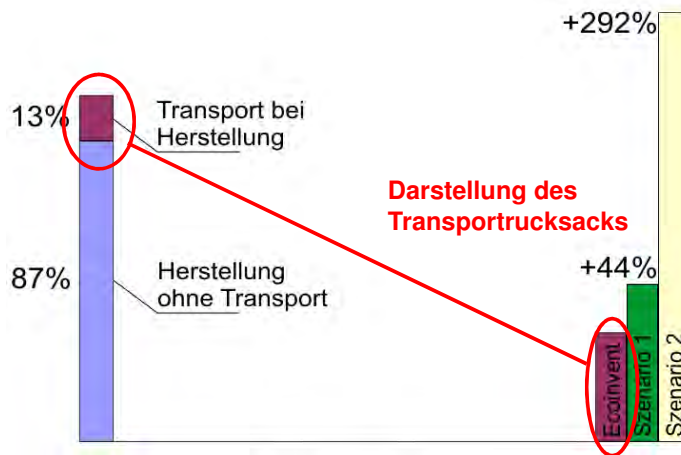 +292%
13%
Transport bei
Herstellung
Darstellung des
Transportrucksacks
+44%
87%
Herstellung
ohne Transport
Ecoinvent
Szenario 1
Szenario 2